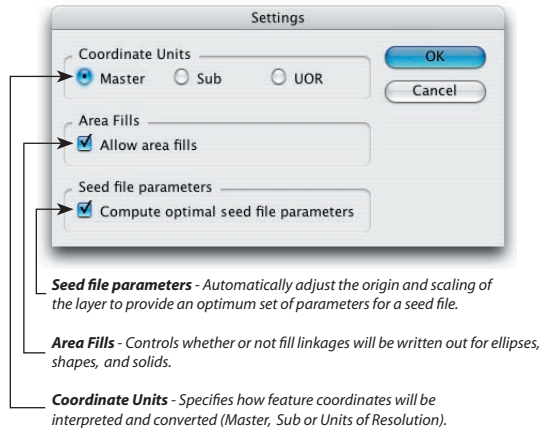 Settings
Coordinate Units
Master Sub UOR
OK
Cancel
Area Fills
Allow area fills
Seed file parameters
Compute optimal seed file parameters
Seed file parameters - Automatically adjust the origin and scaling of
the layer to provide an optimum set of parameters for a seed file.
Area Fills - Controls whether or not fill linkages will be written out for ellipses,
shapes, and solids.
Coordinate Units - Specifies how feature coordinates will be
interpreted and converted (Master, Sub or Units of Resolution).